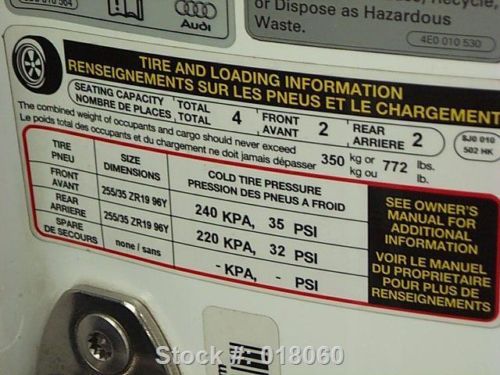 010 564
Audi
or Dispose as Hazardous
Waste.
4E0 010 530
TIRE AND LOADING INFORMATION
RENSEIGNEMENTS SUR LES PNEUS ET LE CHARGEMENT
SEATING CAPACITY TOTAL 4 FRONT 2 REAR 2
NOMBRE DE PLACES TOTAL AVANT ARRIERE
8J0 010
502 HK
The combined weight of occupants and cargo should never exceed 350 kg or 772 lbs.
Le poids total des occupants et du chargement ne doit jamais dépasser kg ou lb.
TIRE SIZE COLD TIRE PRESSURE
PNEU DIMENSIONS PRESSION DES PNEUS A FROID
FRONT
AVANT 255/35 ZR19 96Y 240 KPA, 35 PSI
REAR
ARRIERE 255/35 ZR19 96Y 220 KPA, 32 PSI
SPARE
DE SECOURS none / sans - KPA, - PSI
SEE OWNER'S
MANUAL FOR
ADDITIONAL
INFORMATION
VOIR LE MANUEL
DU PROPRIETAIRE
POUR PLUS DE
RENSEIGNEMENTS
Stock #: 018060